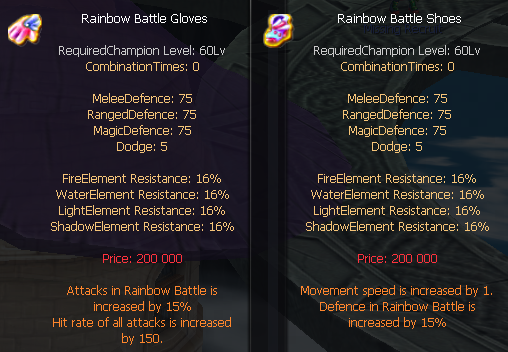 Rainbow Battle Gloves
RequiredChampion Level: 60Lv
CombinationTimes: 0
MeleeDefence: 75
RangedDefence: 75
MagicDefence: 75
Dodge: 5
FireElement Resistance: 16%
WaterElement Resistance: 16%
LightElement Resistance: 16%
ShadowElement Resistance: 16%
Price: 200 000
Attacks in Rainbow Battle is
increased by 15%
Hit rate of all attacks is increased
by 150.
Rainbow Battle Shoes
RequiredChampion Level: 60Lv
CombinationTimes: 0
MeleeDefence: 75
RangedDefence: 75
MagicDefence: 75
Dodge: 5
FireElement Resistance: 16%
WaterElement Resistance: 16%
LightElement Resistance: 16%
ShadowElement Resistance: 16%
Price: 200 000
Movement speed is increased by 1.
Defence in Rainbow Battle is
increased by 15%